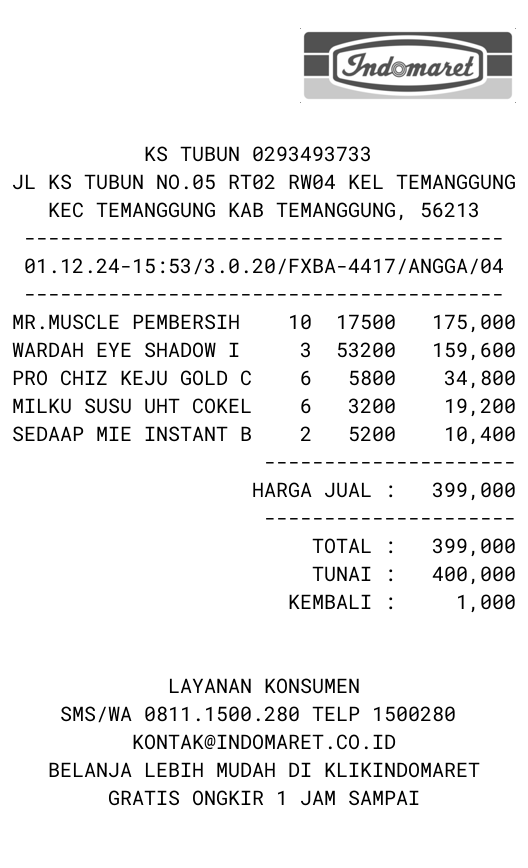 Indomaret
KS TUBUN 0293493733
JL KS TUBUN NO.05 RT02 RW04 KEL TEMANGGUNG
KEC TEMANGGUNG KAB TEMANGGUNG, 56213
----------------------------------------
01.12.24-15:53/3.0.20/FXBA-4417/ANGGA/04
----------------------------------------
MR.MUSCLE PEMBERSIH 10 17500 175,000
WARDAH EYE SHADOW I 3 53200 159,600
PRO CHIZ KEJU GOLD C 6 5800 34,800
MILKU SUSU UHT COKEL 6 3200 19,200
SEDAAP MIE INSTANT B 2 5200 10,400
---------------------
HARGA JUAL : 399,000
---------------------
TOTAL : 399,000
TUNAI : 400,000
KEMBALI : 1,000
LAYANAN KONSUMEN
SMS/WA 0811.1500.280 TELP 1500280
KONTAK@INDOMARET.CO.ID
BELANJA LEBIH MUDAH DI KLIKINDOMARET
GRATIS ONGKIR 1 JAM SAMPAI